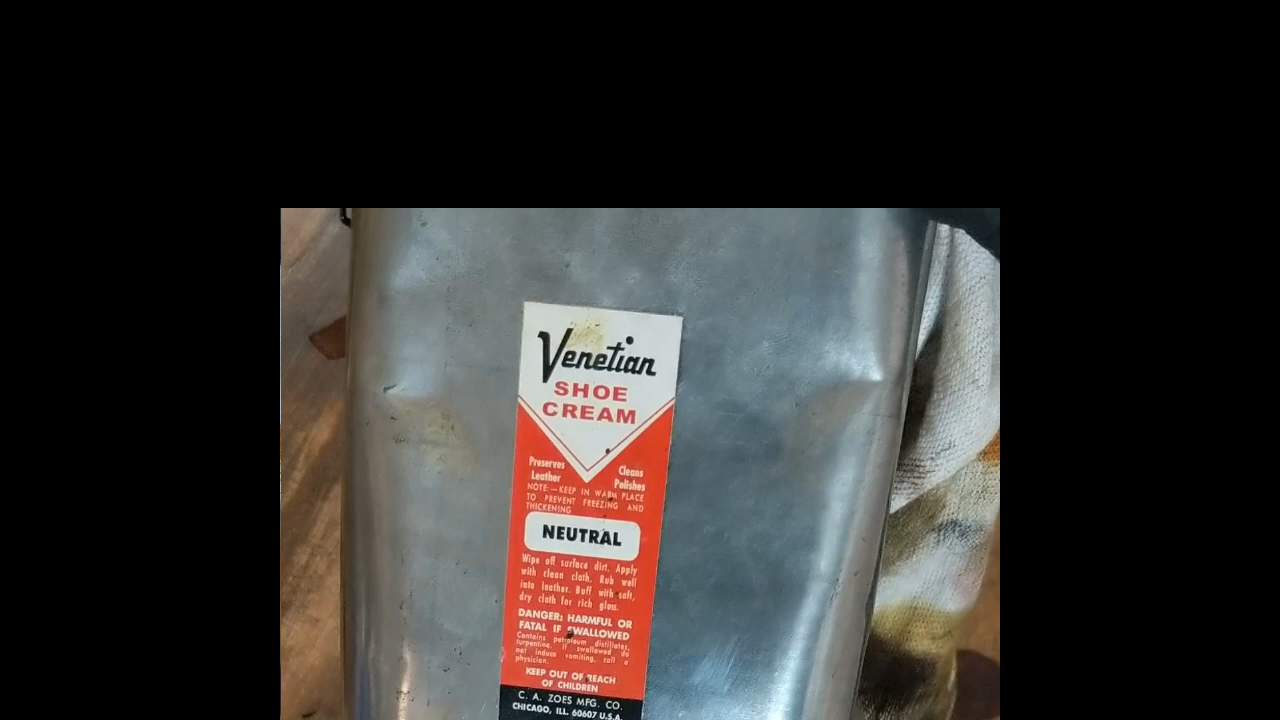 Venetian
SHOE
CREAM
Preserves Cleans
Leather Polishes
NOTE:—KEEP IN WARM PLACE
TO PREVENT FREEZING AND
THICKENING
NEUTRAL
Wipe off surface dirt. Apply
with clean cloth. Rub well
into leather. Buff with soft,
dry cloth for rich gloss.
DANGER: HARMFUL OR
FATAL IF SWALLOWED
Contains petroleum distillates,
turpentine. If swallowed do
not induce vomiting, call a
physician.
KEEP OUT OF REACH
OF CHILDREN
C. A. ZOES MFG. CO.
CHICAGO, ILL. 60607 U.S.A.